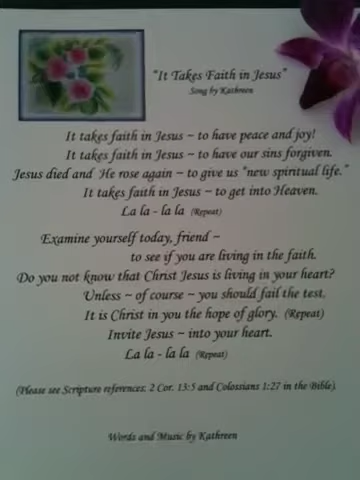 "It Takes Faith in Jesus"
Song by Kathreen
It takes faith in Jesus ~ to have peace and joy!
It takes faith in Jesus ~ to have our sins forgiven.
Jesus died and He rose again ~ to give us "new spiritual life."
It takes faith in Jesus ~ to get into Heaven.
La la - la la (Repeat)
Examine yourself today, friend ~
to see if you are living in the faith.
Do you not know that Christ Jesus is living in your heart?
Unless ~ of course ~ you should fail the test.
It is Christ in you the hope of glory. (Repeat)
Invite Jesus ~ into your heart.
La la - la la (Repeat)
(Please see Scripture references, 2 Cor. 13:5 and Colossians 1:27 in the Bible).
Words and Music by Kathreen